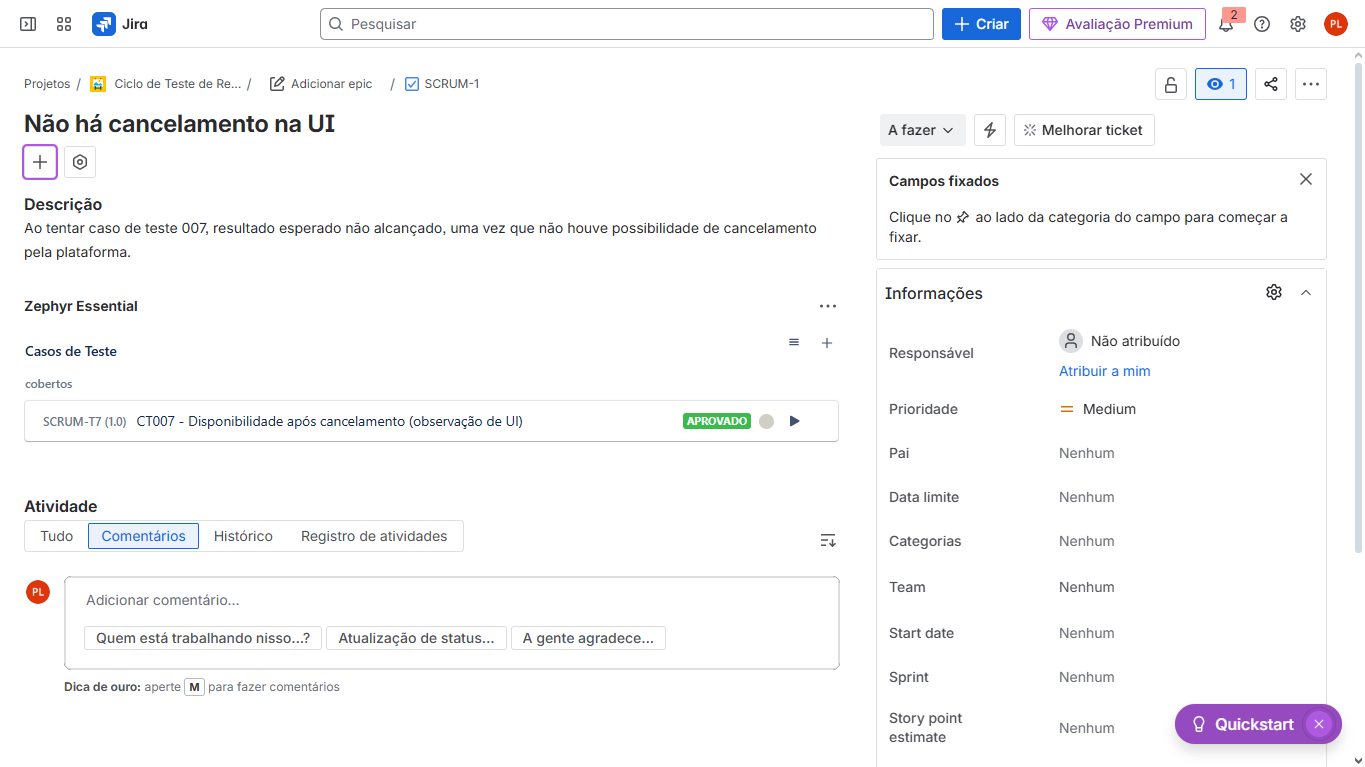 Jira
Pesquisar
Criar
Avaliação Premium
2
PL
Projetos / Ciclo de Teste de Re... / Adicionar epic / SCRUM-1
1
Não há cancelamento na UI
A fazer
Melhorar ticket
Descrição
Ao tentar caso de teste 007, resultado esperado não alcançado, uma vez que não houve possibilidade de cancelamento
pela plataforma.
Zephyr Essential
Casos de Teste
cobertos
SCRUM-T7 (1.0) CT007 - Disponibilidade após cancelamento (observação de UI) APROVADO
Atividade
Tudo Comentários Histórico Registro de atividades
PL
Adicionar comentário...
Quem está trabalhando nisso...? Atualização de status... A gente agradece...
Dica de ouro: aperte M para fazer comentários
Campos fixados
Clique no ao lado da categoria do campo para começar a
fixar.
Informações
Responsável Não atribuído
Atribuir a mim
Prioridade Medium
Pai Nenhum
Data limite Nenhum
Categorias Nenhum
Team Nenhum
Start date Nenhum
Sprint Nenhum
Story point
estimate Nenhum
Quickstart